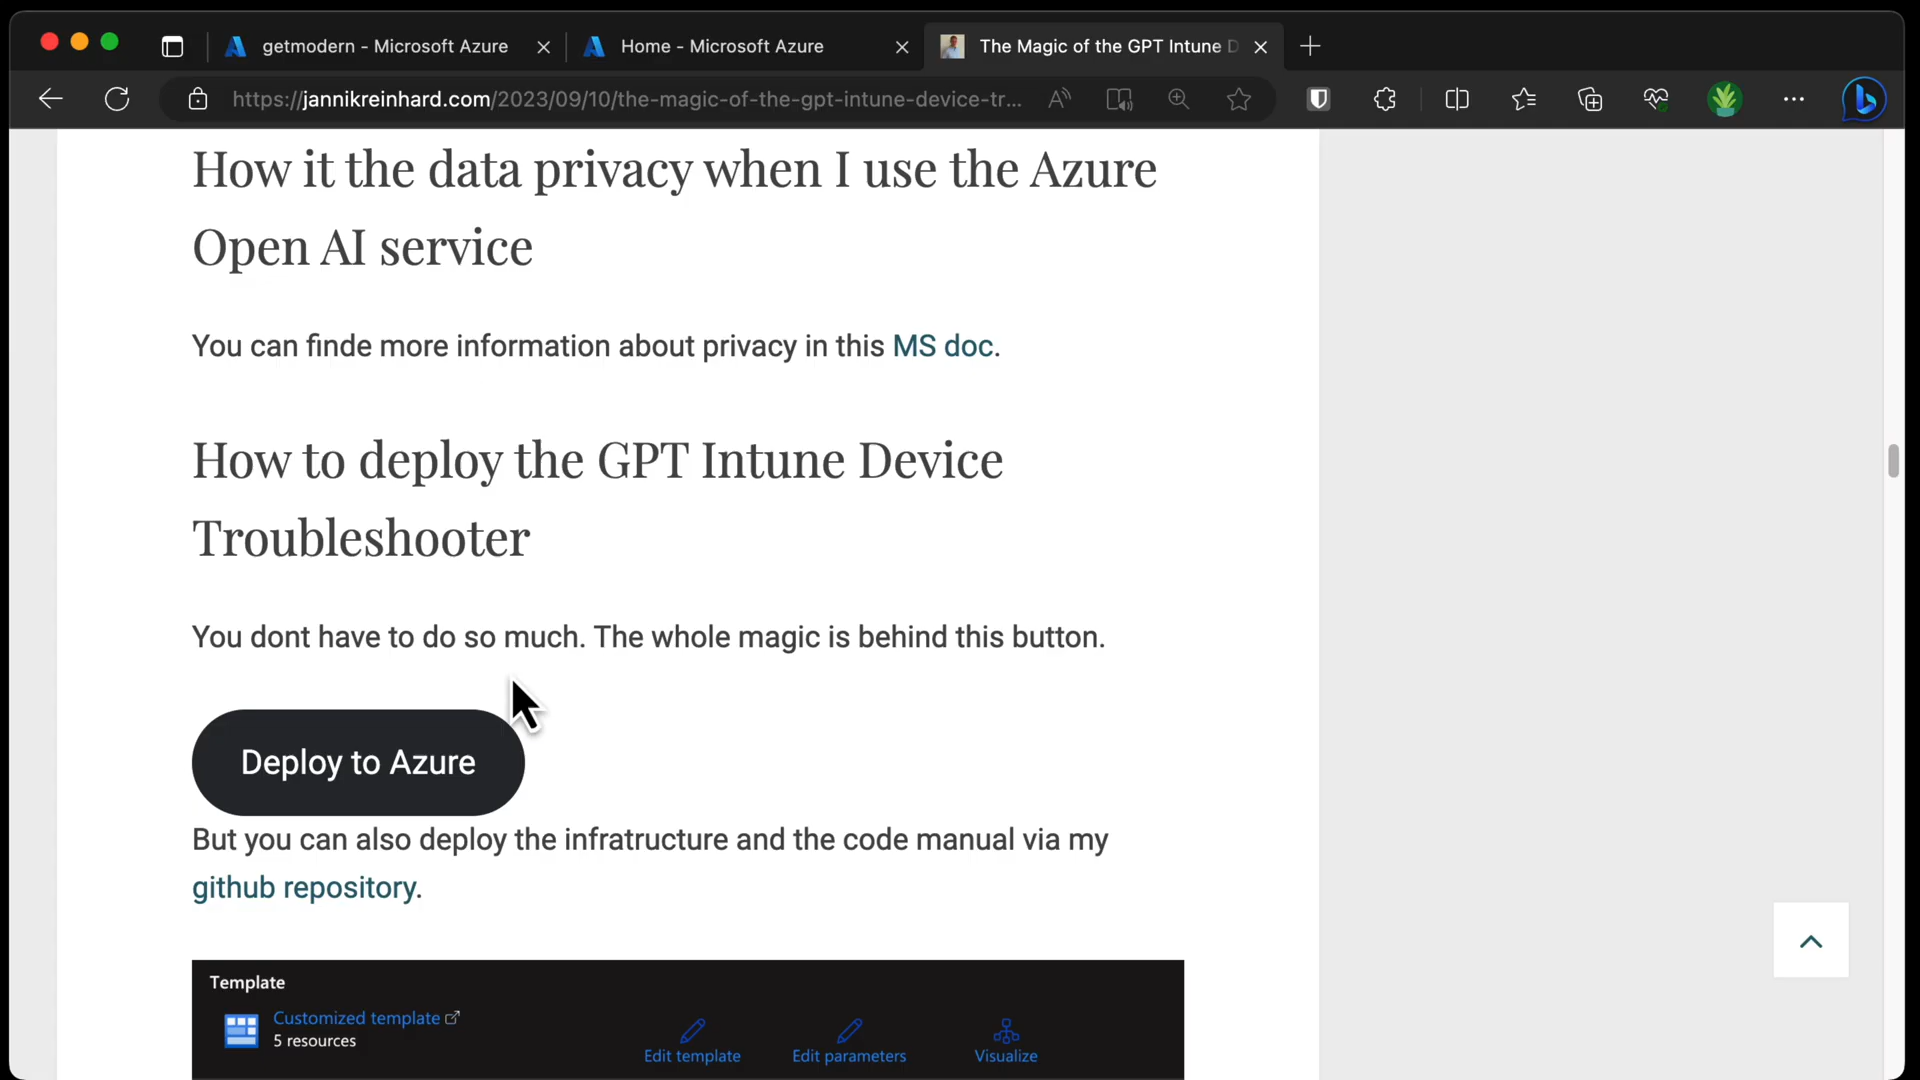 getmodern - Microsoft Azure
Home - Microsoft Azure
The Magic of the GPT Intune D
https://jannikreinhard.com/2023/09/10/the-magic-of-the-gpt-intune-device-tr...
How it the data privacy when I use the Azure
Open AI service
You can finde more information about privacy in this MS doc.
How to deploy the GPT Intune Device
Troubleshooter
You dont have to do so much. The whole magic is behind this button.
Deploy to Azure
But you can also deploy the infratructure and the code manual via my
github repository.
Template
Customized template
5 resources
Edit template
Edit parameters
Visualize